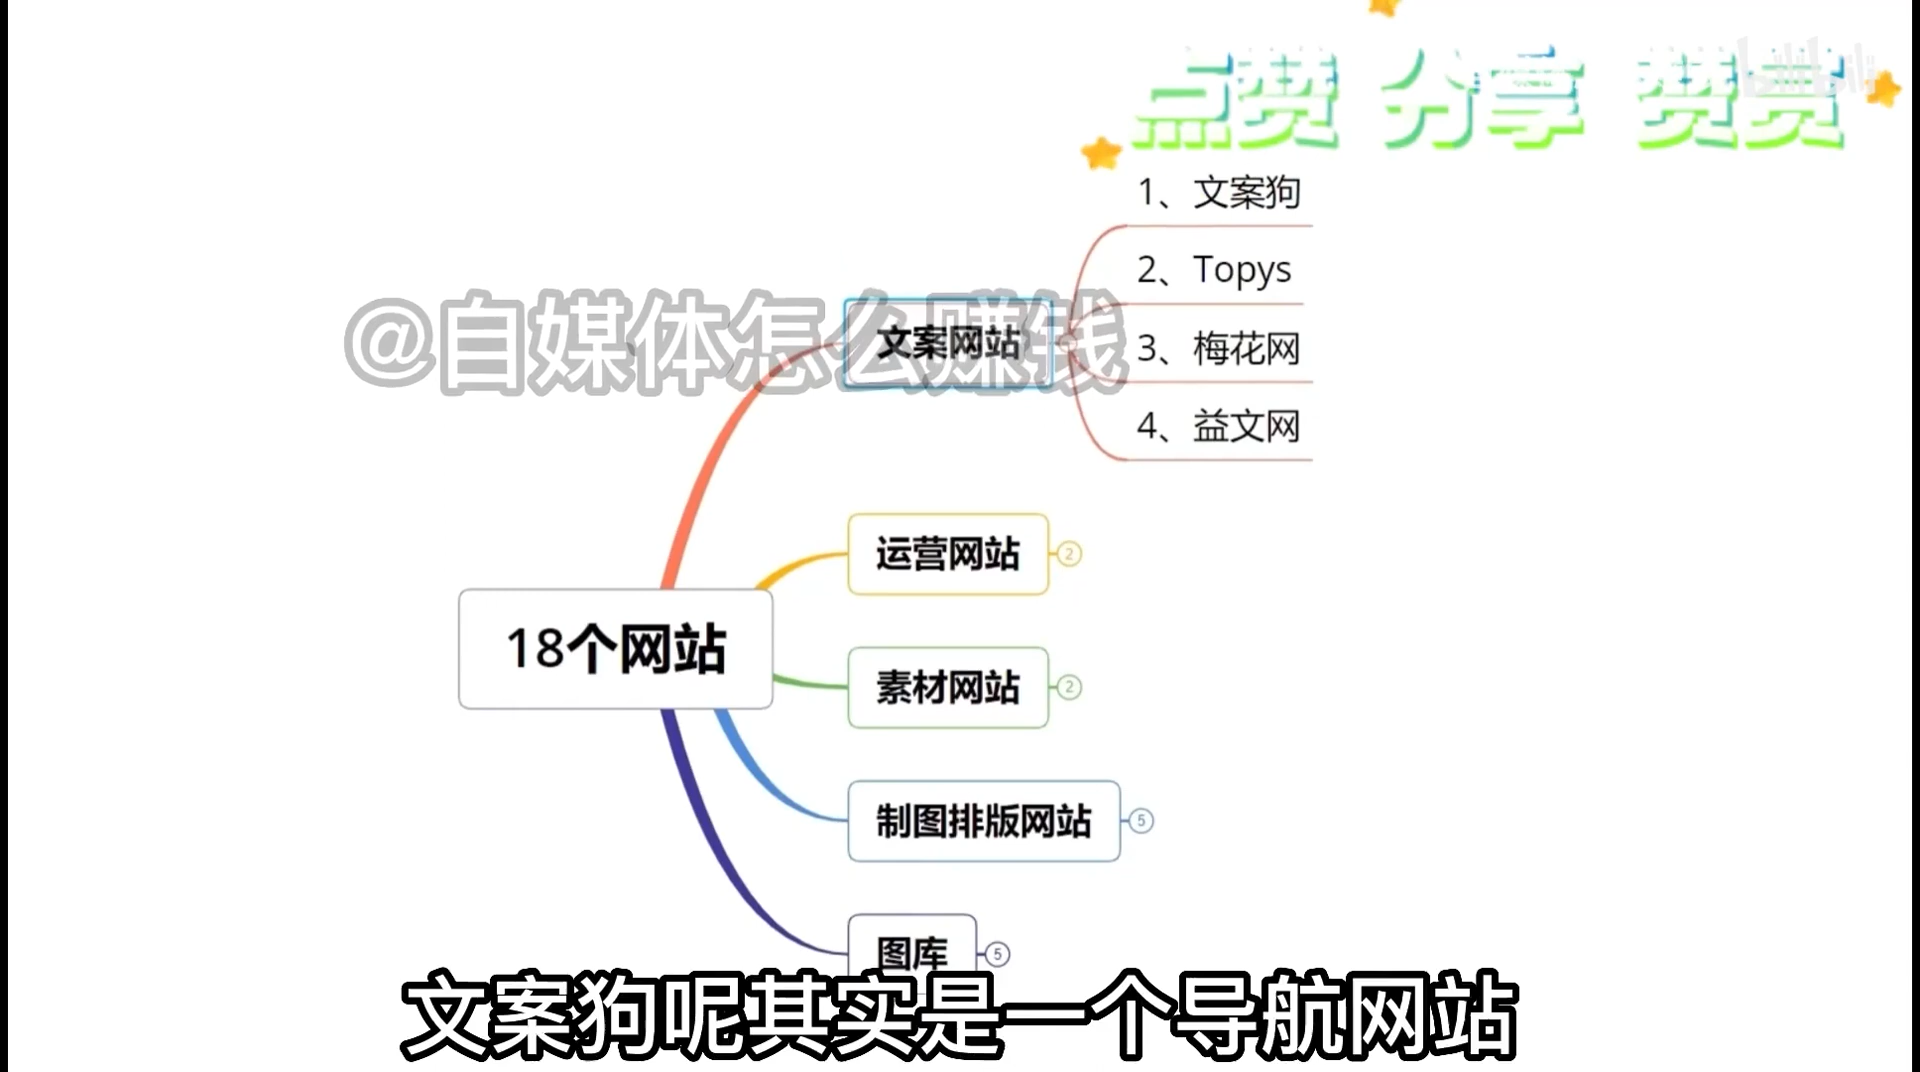 点赞 分享 赞赏
bilibili
1、文案狗
2、Topys
@自媒体怎么赚钱
文案网站
3、梅花网
4、益文网
运营网站
2
18个网站
素材网站
2
制图排版网站
5
图库
5
文案狗呢其实是一个导航网站